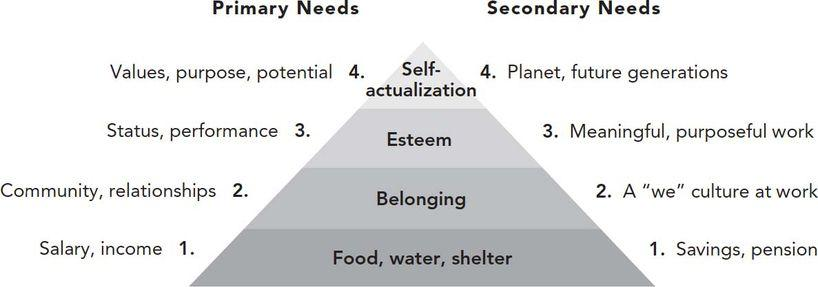 Primary Needs
Secondary Needs
Values, purpose, potential 4.
Self-
actualization
4. Planet, future generations
Status, performance 3.
Esteem
3. Meaningful, purposeful work
Community, relationships 2.
Belonging
2. A “we” culture at work
Salary, income 1.
Food, water, shelter
1. Savings, pension